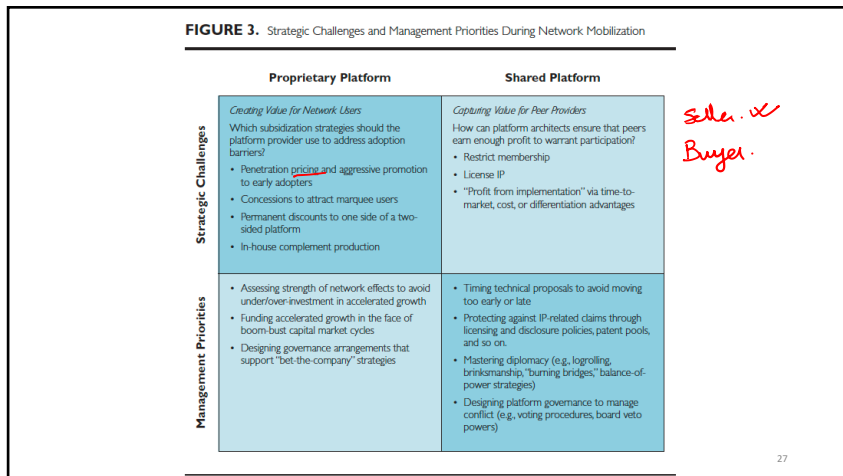 FIGURE 3. Strategic Challenges and Management Priorities During Network Mobilization
Proprietary Platform
Shared Platform
Strategic Challenges
Creating Value for Network Users
Which subsidization strategies should the
platform provider use to address adoption
barriers?
• Penetration pricing and aggressive promotion
to early adopters
• Concessions to attract marquee users
• Permanent discounts to one side of a two-
sided platform
• In-house complement production
Capturing Value for Peer Providers
How can platform architects ensure that peers
earn enough profit to warrant participation?
• Restrict membership
• License IP
• "Profit from implementation" via time-to-
market, cost, or differentiation advantages
Seller.
Buyer.
Management Priorities
• Assessing strength of network effects to avoid
under/over-investment in accelerated growth
• Funding accelerated growth in the face of
boom-bust capital market cycles
• Designing governance arrangements that
support "bet-the-company" strategies
• Timing technical proposals to avoid moving
too early or late
• Protecting against IP-related claims through
licensing and disclosure policies, patent pools,
and so on.
• Mastering diplomacy (e.g., logrolling,
brinksmanship, "burning bridges," balance-of-
power strategies)
• Designing platform governance to manage
conflict (e.g., voting procedures, board veto
powers)
27